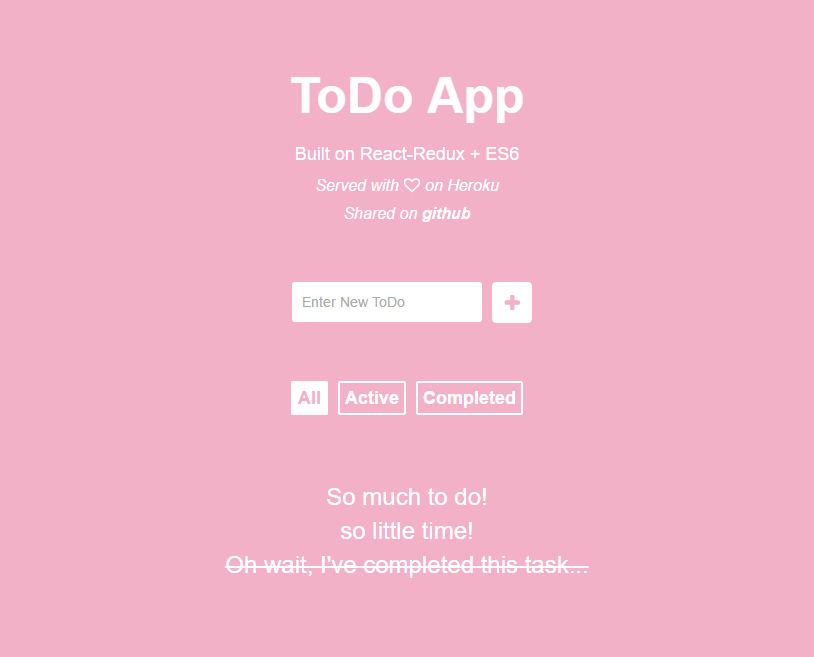 ToDo App
Built on React-Redux + ES6
Served with ♡ on Heroku
Shared on github
Enter New ToDo
+
All Active Completed
So much to do!
so little time!
Oh wait, I've completed this task...